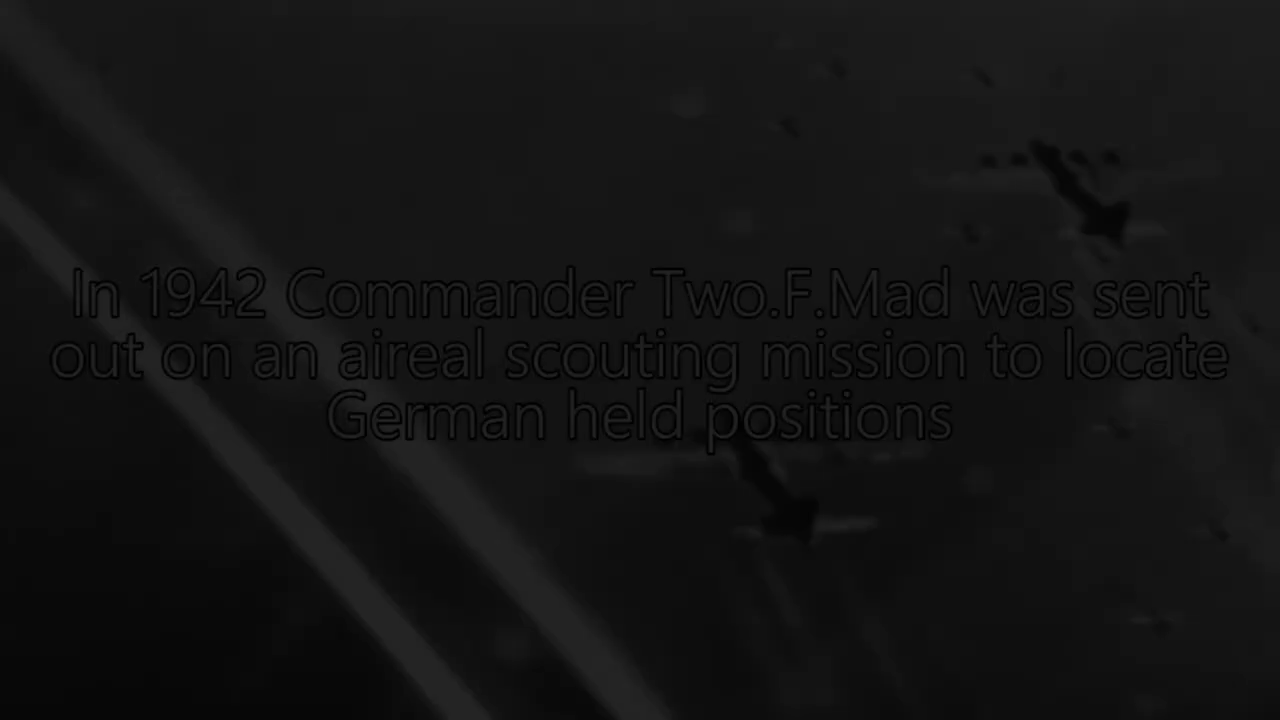 In 1942 Commander Two.F.Mad was sent
out on an aireal scouting mission to locate
German held positions